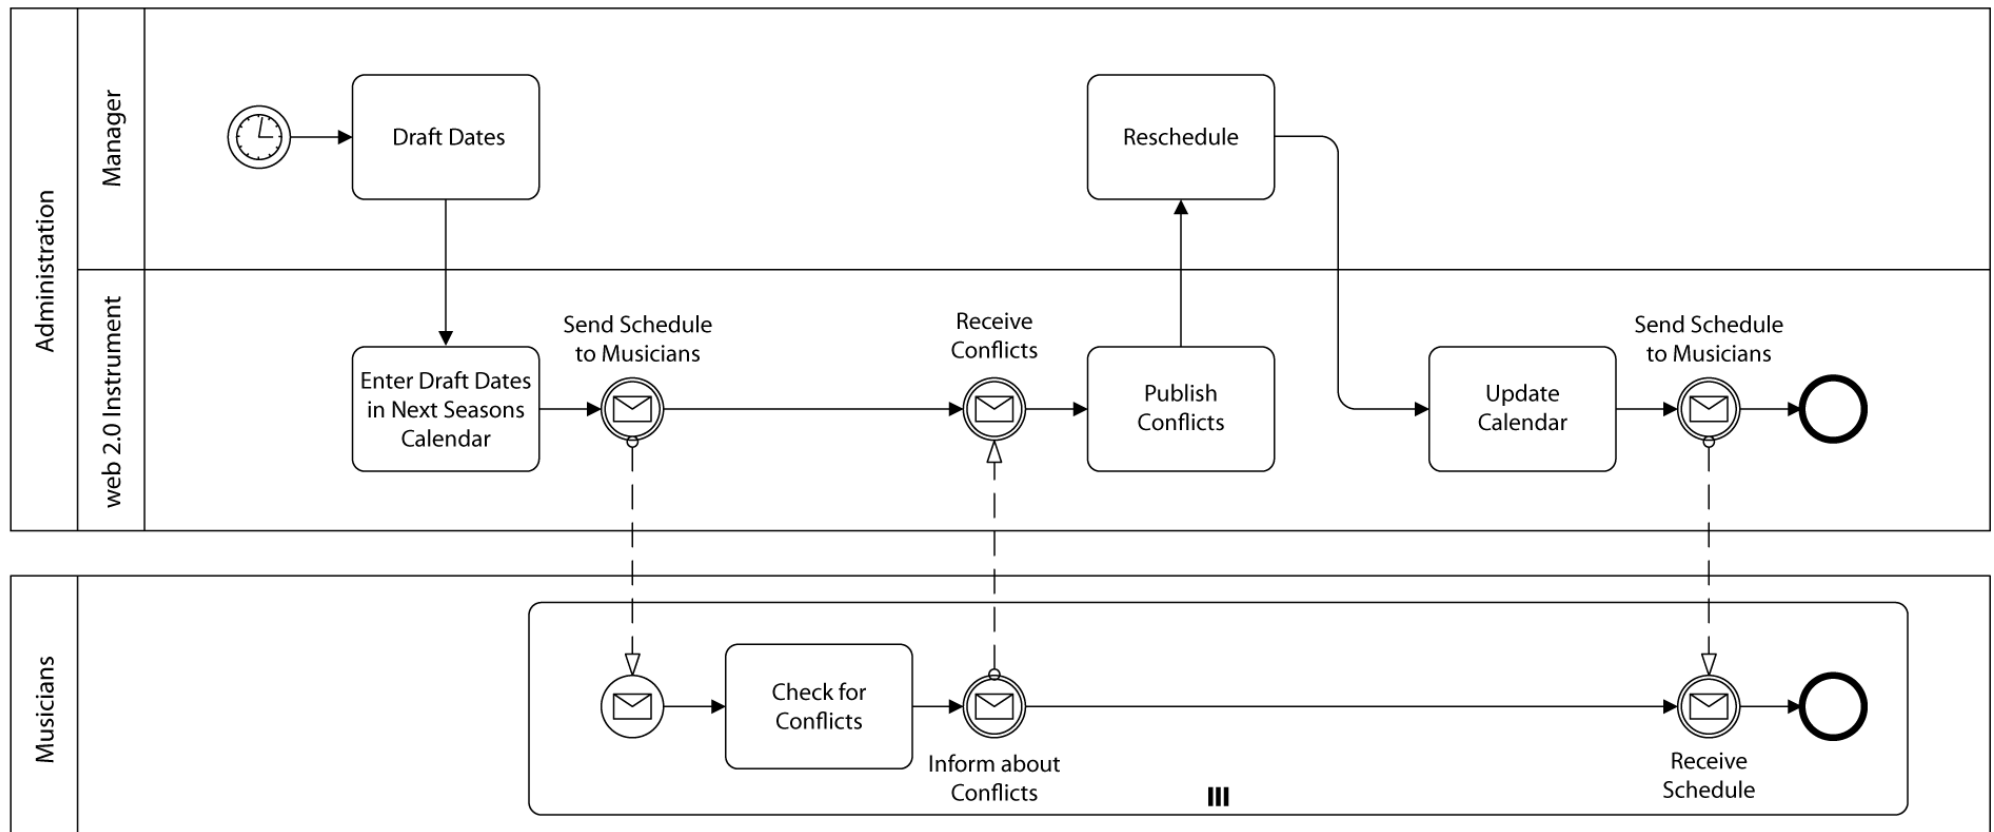 Administration
Manager
Draft Dates
Reschedule
web 2.0 Instrument
Enter Draft Dates
in Next Seasons
Calendar
Send Schedule
to Musicians
Receive
Conflicts
Publish
Conflicts
Update
Calendar
Send Schedule
to Musicians
Musicians
Check for
Conflicts
Inform about
Conflicts
Receive
Schedule